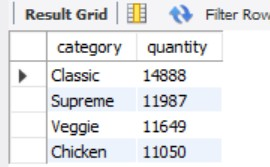 Result Grid Filter Row
category quantity
Classic 14888
Supreme 11987
Veggie 11649
Chicken 11050